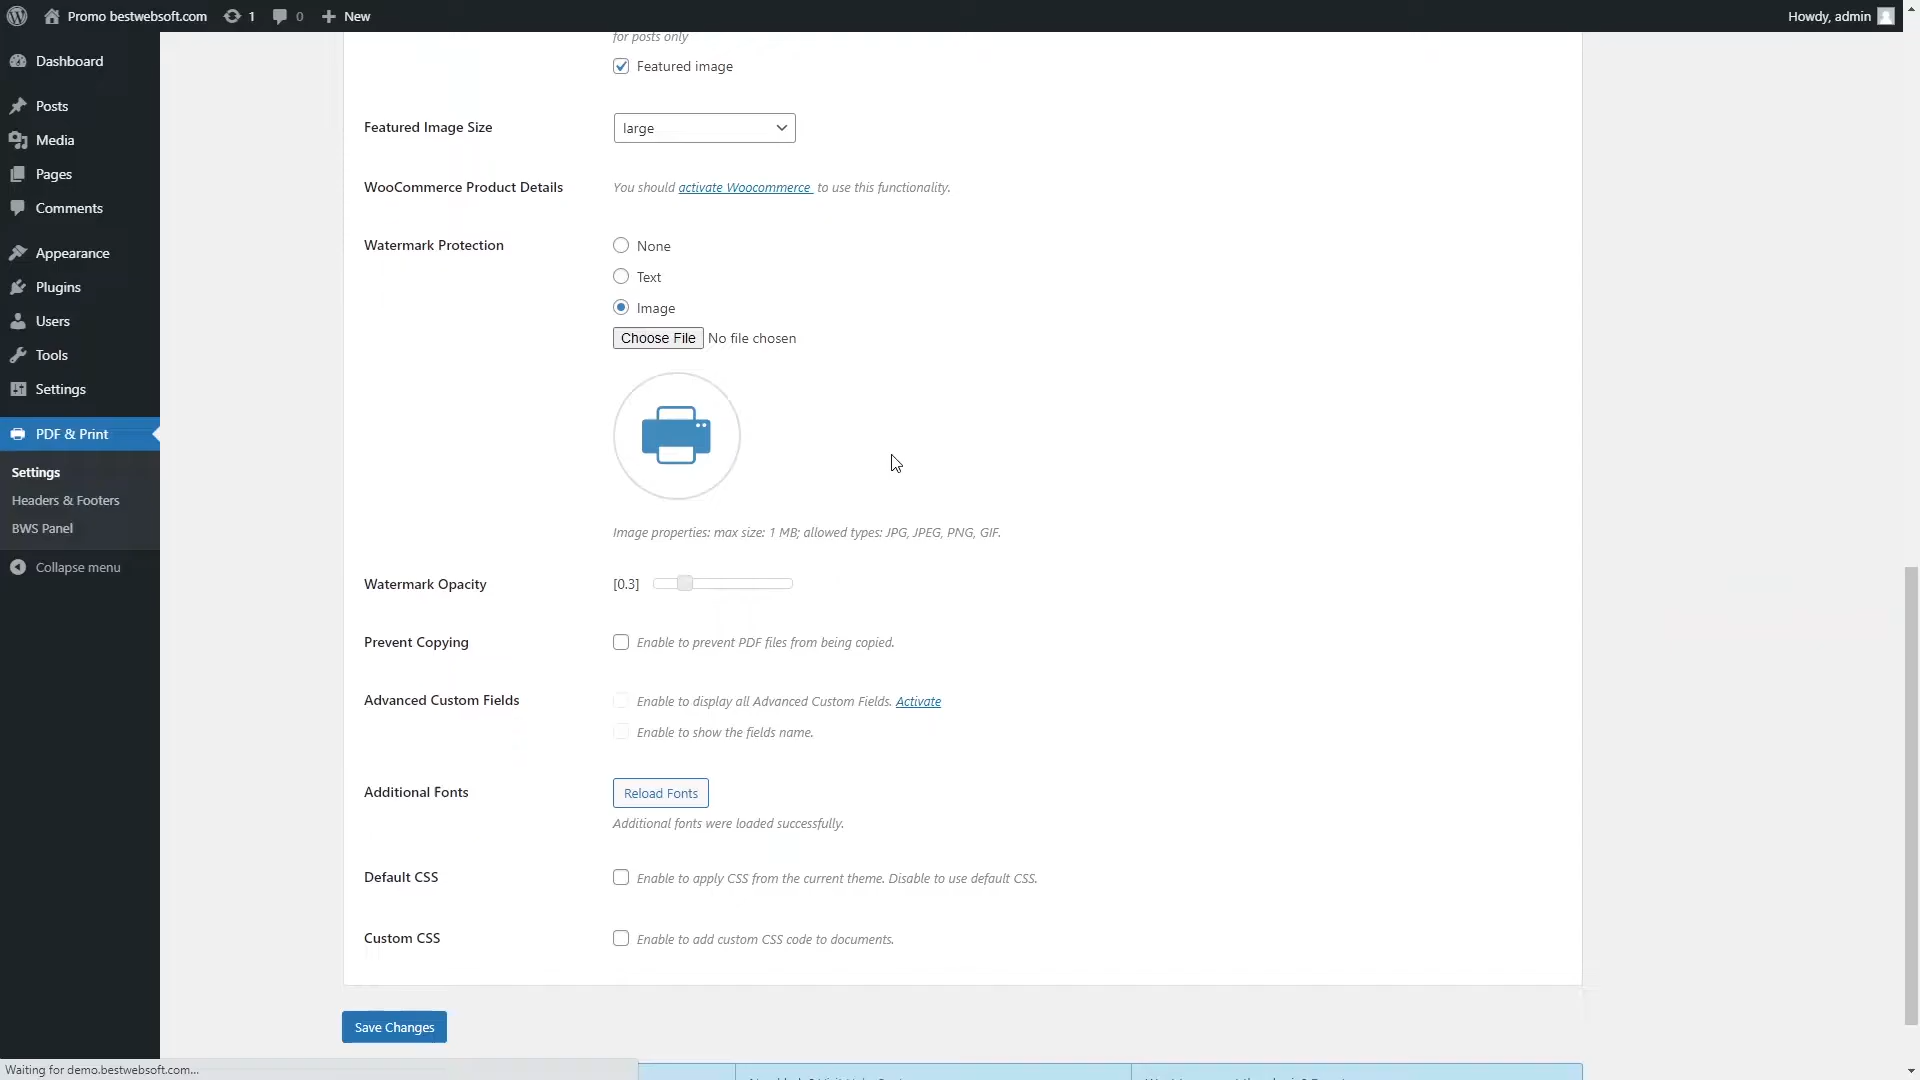 Promo bestwebsoft.com
1
0
New
Howdy, admin
Dashboard
Posts
Media
Pages
Comments
Appearance
Plugins
Users
Tools
Settings
PDF & Print
Settings
Headers & Footers
BWS Panel
Collapse menu
for posts only
Featured image
Featured Image Size
large
WooCommerce Product Details
You should activate Woocommerce to use this functionality.
Watermark Protection
None
Text
Image
Choose File No file chosen
Image properties: max size: 1 MB; allowed types: JPG, JPEG, PNG, GIF.
Watermark Opacity
[0.3]
Prevent Copying
Enable to prevent PDF files from being copied.
Advanced Custom Fields
Enable to display all Advanced Custom Fields. Activate
Enable to show the fields name.
Additional Fonts
Reload Fonts
Additional fonts were loaded successfully.
Default CSS
Enable to apply CSS from the current theme. Disable to use default CSS.
Custom CSS
Enable to add custom CSS code to documents.
Save Changes
Waiting for demo.bestwebsoft.com...